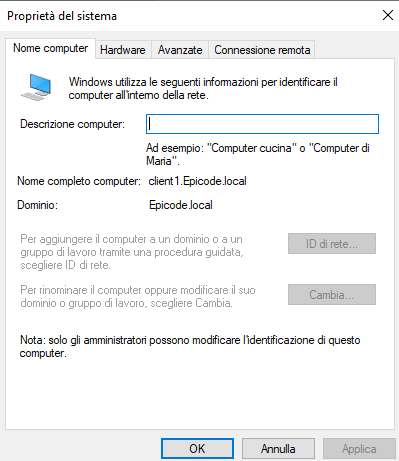 Proprietà del sistema
Nome computer Hardware Avanzate Connessione remota
Windows utilizza le seguenti informazioni per identificare il
computer all'interno della rete.
Descrizione computer:
Ad esempio: "Computer cucina" o "Computer di
Maria".
Nome completo computer: client1.Epicode.local
Dominio: Epicode.local
Per aggiungere il computer a un dominio o a un
gruppo di lavoro tramite una procedura guidata,
scegliere ID di rete.
ID di rete...
Per rinominare il computer oppure modificare il suo
dominio o gruppo di lavoro, scegliere Cambia.
Cambia...
Nota: solo gli amministratori possono modificare l'identificazione di questo
computer.
OK Annulla Applica